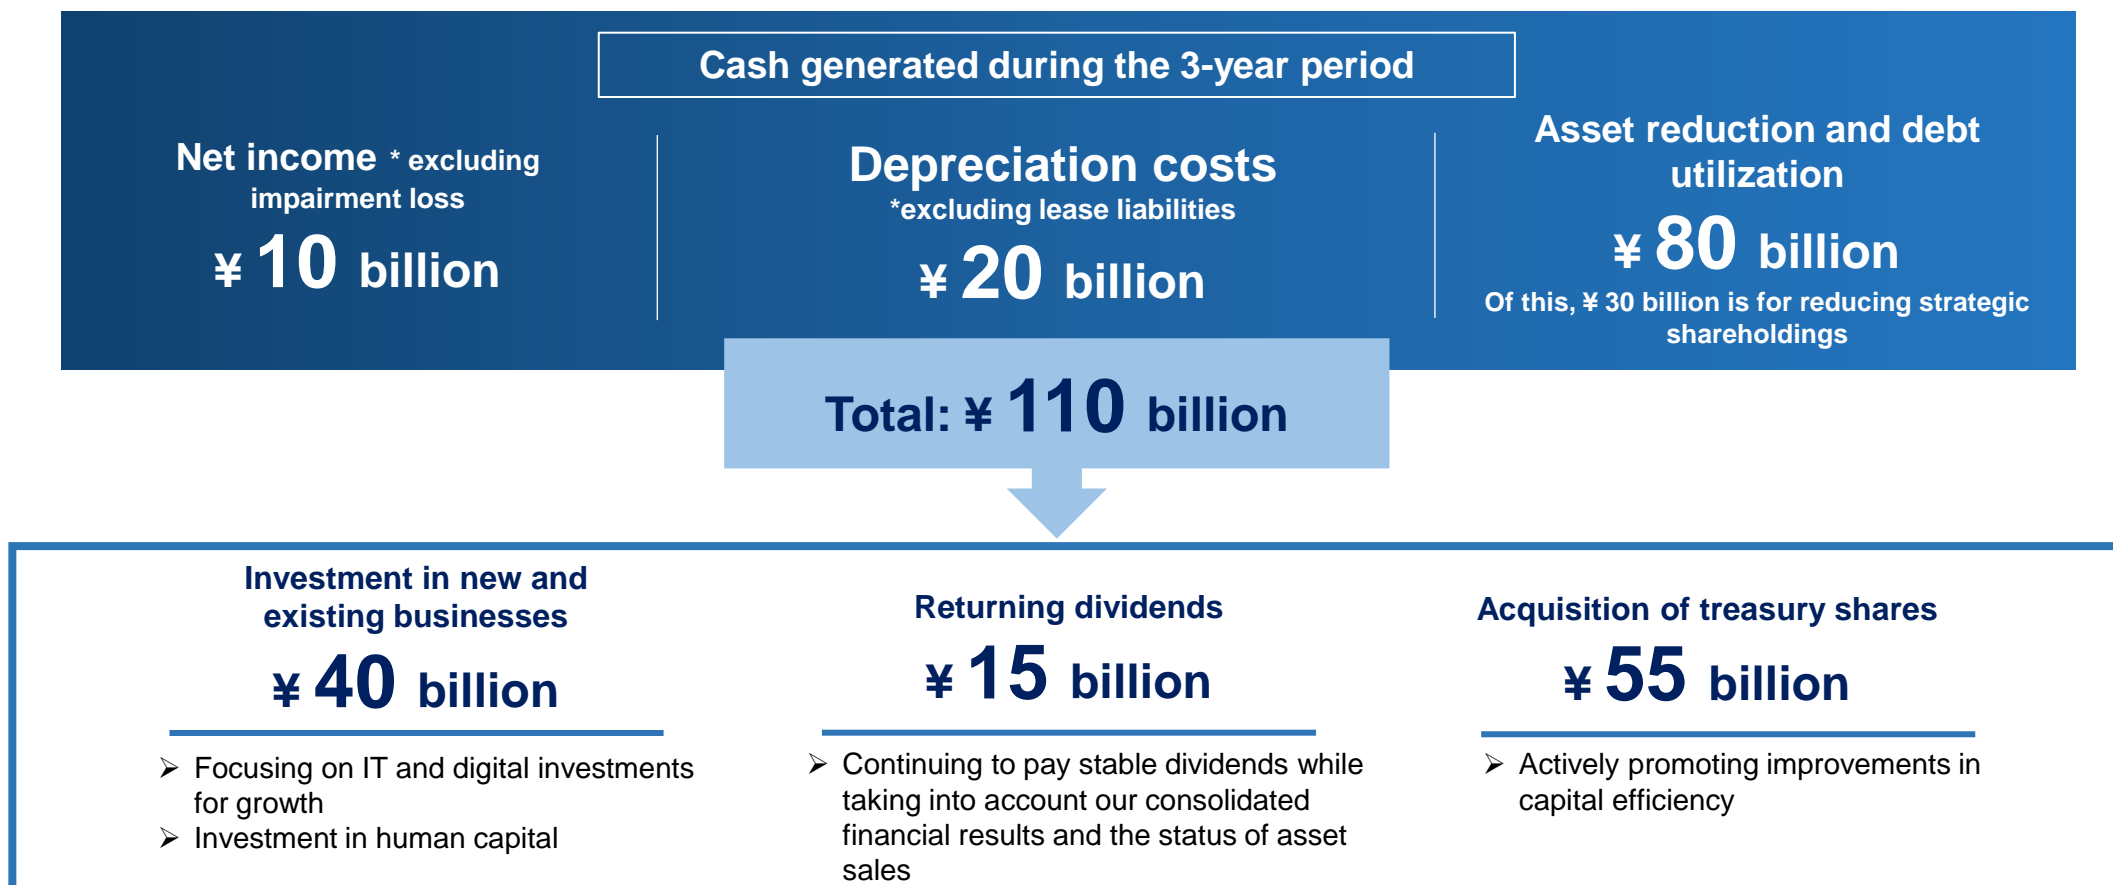 Cash generated during the 3-year period
Net income * excluding
impairment loss
¥ 10 billion
Depreciation costs
*excluding lease liabilities
¥ 20 billion
Asset reduction and debt
utilization
¥ 80 billion
Of this, ¥ 30 billion is for reducing strategic
shareholdings
Total: ¥ 110 billion
Investment in new and
existing businesses
¥ 40 billion
➢ Focusing on IT and digital investments
for growth
➢ Investment in human capital
Returning dividends
¥ 15 billion
➢ Continuing to pay stable dividends while
taking into account our consolidated
financial results and the status of asset
sales
Acquisition of treasury shares
¥ 55 billion
➢ Actively promoting improvements in
capital efficiency